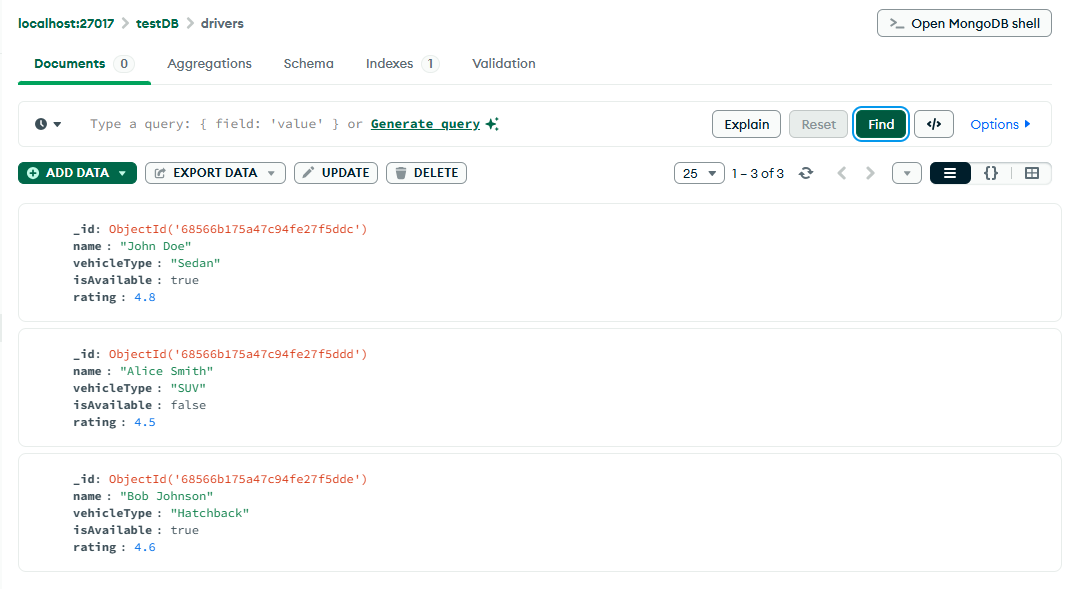 localhost:27017 > testDB > drivers
>_ Open MongoDB shell
Documents 0 Aggregations Schema Indexes 1 Validation
Type a query: { field: 'value' } or Generate query
Explain Reset Find </> Options
ADD DATA EXPORT DATA UPDATE DELETE 25 1 – 3 of 3 {}
_id: ObjectId('68566b175a47c94fe27f5ddc')
name : "John Doe"
vehicleType : "Sedan"
isAvailable : true
rating : 4.8
_id: ObjectId('68566b175a47c94fe27f5ddd')
name : "Alice Smith"
vehicleType : "SUV"
isAvailable : false
rating : 4.5
_id: ObjectId('68566b175a47c94fe27f5dde')
name : "Bob Johnson"
vehicleType : "Hatchback"
isAvailable : true
rating : 4.6